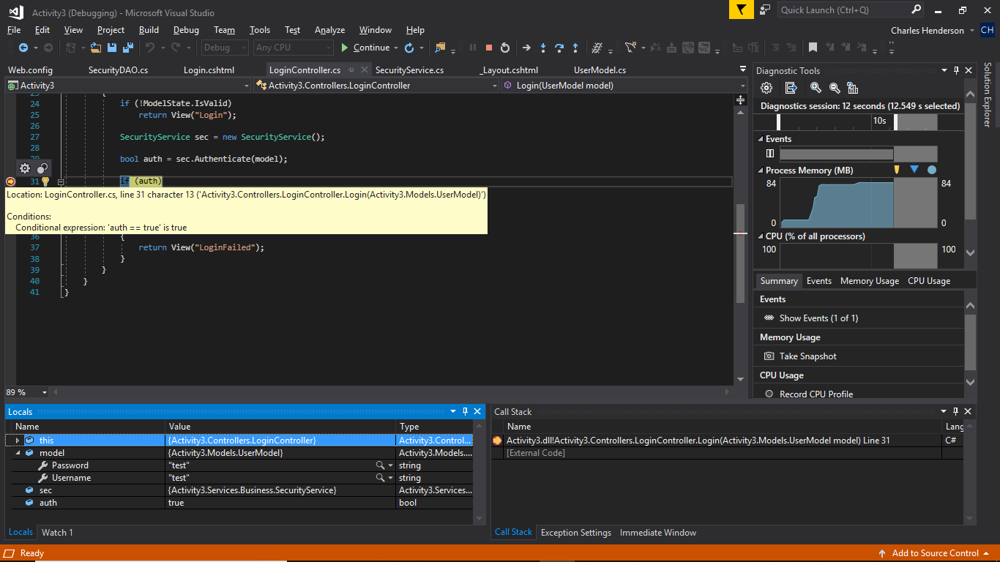 Activity3 (Debugging) - Microsoft Visual Studio
Quick Launch (Ctrl+Q)
File Edit View Project Build Debug Team Tools Test Analyze Window Help
Charles Henderson CH
Debug Any CPU Continue
Web.config SecurityDAO.cs Login.cshtml LoginController.cs SecurityService.cs _Layout.cshtml UserModel.cs
Activity3 Activity3.Controllers.LoginController Login(UserModel model)
23 {
24 if (!ModelState.IsValid)
25 return View("Login");
26
27 SecurityService sec = new SecurityService();
28
29 bool auth = sec.Authenticate(model);
31 if (auth)
Location: LoginController.cs, line 31 character 13 ('Activity3.Controllers.LoginController.Login(Activity3.Models.UserModel)')
Conditions:
Conditional expression: 'auth == true' is true
36 {
37 return View("LoginFailed");
38 }
39 }
40 }
41 }
89 %
Diagnostic Tools
Diagnostics session: 12 seconds (12.549 s selected)
10s
Events
Process Memory (MB)
84 84
0 0
CPU (% of all processors)
100 100
Summary Events Memory Usage CPU Usage
Events
Show Events (1 of 1)
Memory Usage
Take Snapshot
CPU Usage
Record CPU Profile
Solution Explorer
Locals
Name Value Type
this {Activity3.Controllers.LoginController} Activity3.Control...
model {Activity3.Models.UserModel} Activity3.Models....
Password "test" string
Username "test" string
sec {Activity3.Services.Business.SecurityService} Activity3.Services...
auth true bool
Locals Watch 1
Call Stack
Name Lang
Activity3.dll!Activity3.Controllers.LoginController.Login(Activity3.Models.UserModel model) Line 31 C#
[External Code]
Call Stack Exception Settings Immediate Window
Ready
Add to Source Control